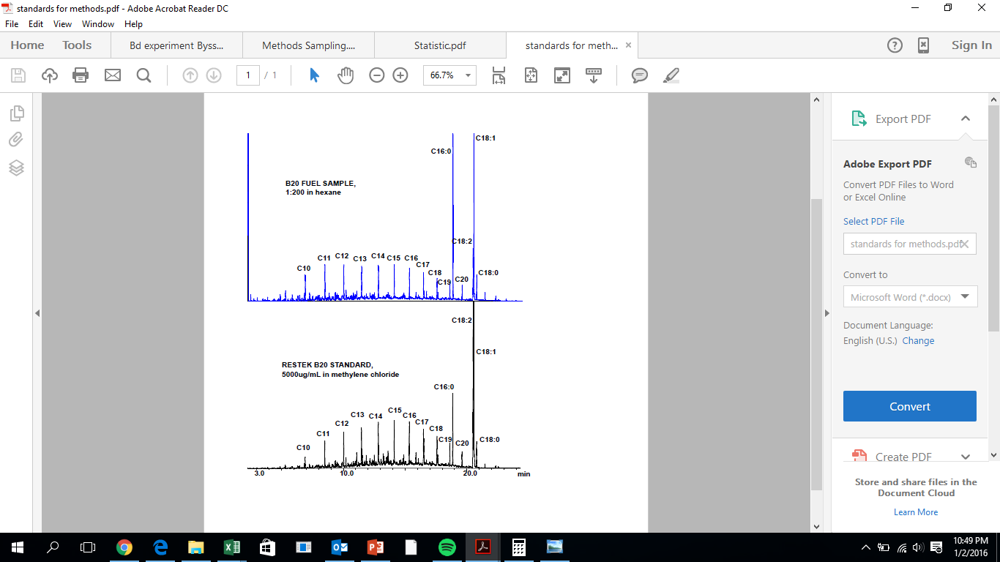 standards for methods.pdf - Adobe Acrobat Reader DC
File Edit View Window Help
Home Tools Bd experiment Byss... Methods Sampling.... Statistic.pdf standards for meth... × Sign In
1 / 1 66.7%
C18:1
C16:0
B20 FUEL SAMPLE,
1:200 in hexane
C18:2
C10 C11 C12 C13 C14 C15 C16 C17 C18 C19 C20 C18:0
C18:2
C18:1
RESTEK B20 STANDARD,
5000ug/mL in methylene chloride
C16:0
C10 C11 C12 C13 C14 C15 C16 C17 C18 C19 C20 C18:0
3.0 10.0 20.0 min
Export PDF
Adobe Export PDF
Convert PDF Files to Word
or Excel Online
Select PDF File
standards for methods.pdf
Convert to
Microsoft Word (*.docx)
Document Language:
English (U.S.) Change
Convert
Create PDF
Store and share files in the
Document Cloud
Learn More
10:49 PM
1/2/2016